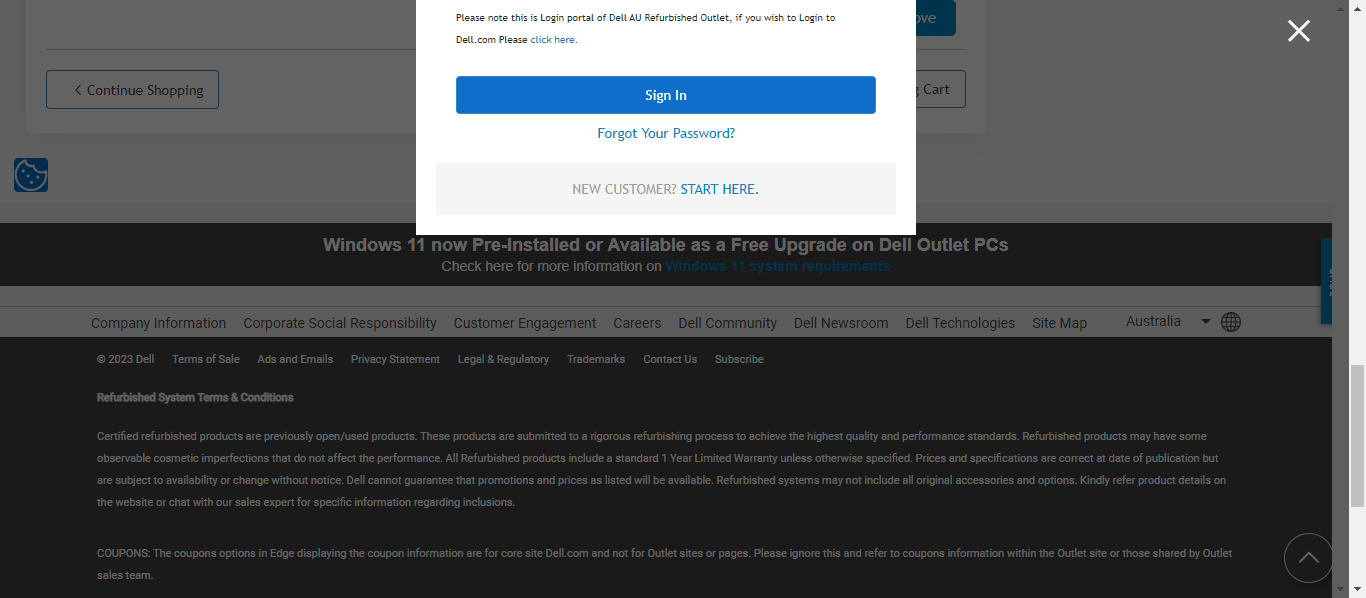 Please note this is Login portal of Dell AU Refurbished Outlet, if you wish to Login to
Dell.com Please click here.
Continue Shopping
Cart
Sign In
Forgot Your Password?
NEW CUSTOMER? START HERE.
Windows 11 now Pre-Installed or Available as a Free Upgrade on Dell Outlet PCs
Check here for more information on Windows 11 system requirements
Company Information Corporate Social Responsibility Customer Engagement Careers Dell Community Dell Newsroom Dell Technologies Site Map Australia
© 2023 Dell Terms of Sale Ads and Emails Privacy Statement Legal & Regulatory Trademarks Contact Us Subscribe
Refurbished System Terms & Conditions
Certified refurbished products are previously open/used products. These products are submitted to a rigorous refurbishing process to achieve the highest quality and performance standards. Refurbished products may have some
observable cosmetic imperfections that do not affect the performance. All Refurbished products include a standard 1 Year Limited Warranty unless otherwise specified. Prices and specifications are correct at date of publication but
are subject to availability or change without notice. Dell cannot guarantee that promotions and prices as listed will be available. Refurbished systems may not include all original accessories and options. Kindly refer product details on
the website or chat with our sales expert for specific information regarding inclusions.
COUPONS: The coupons options in Edge displaying the coupon information are for core site Dell.com and not for Outlet sites or pages. Please ignore this and refer to coupons information within the Outlet site or those shared by Outlet
sales team.